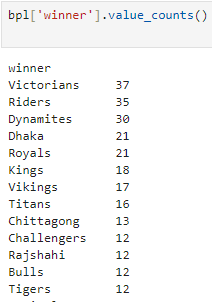 bpl['winner'].value_counts()
winner
Victorians 37
Riders 35
Dynamites 30
Dhaka 21
Royals 21
Kings 18
Vikings 17
Titans 16
Chittagong 13
Challengers 12
Rajshahi 12
Bulls 12
Tigers 12